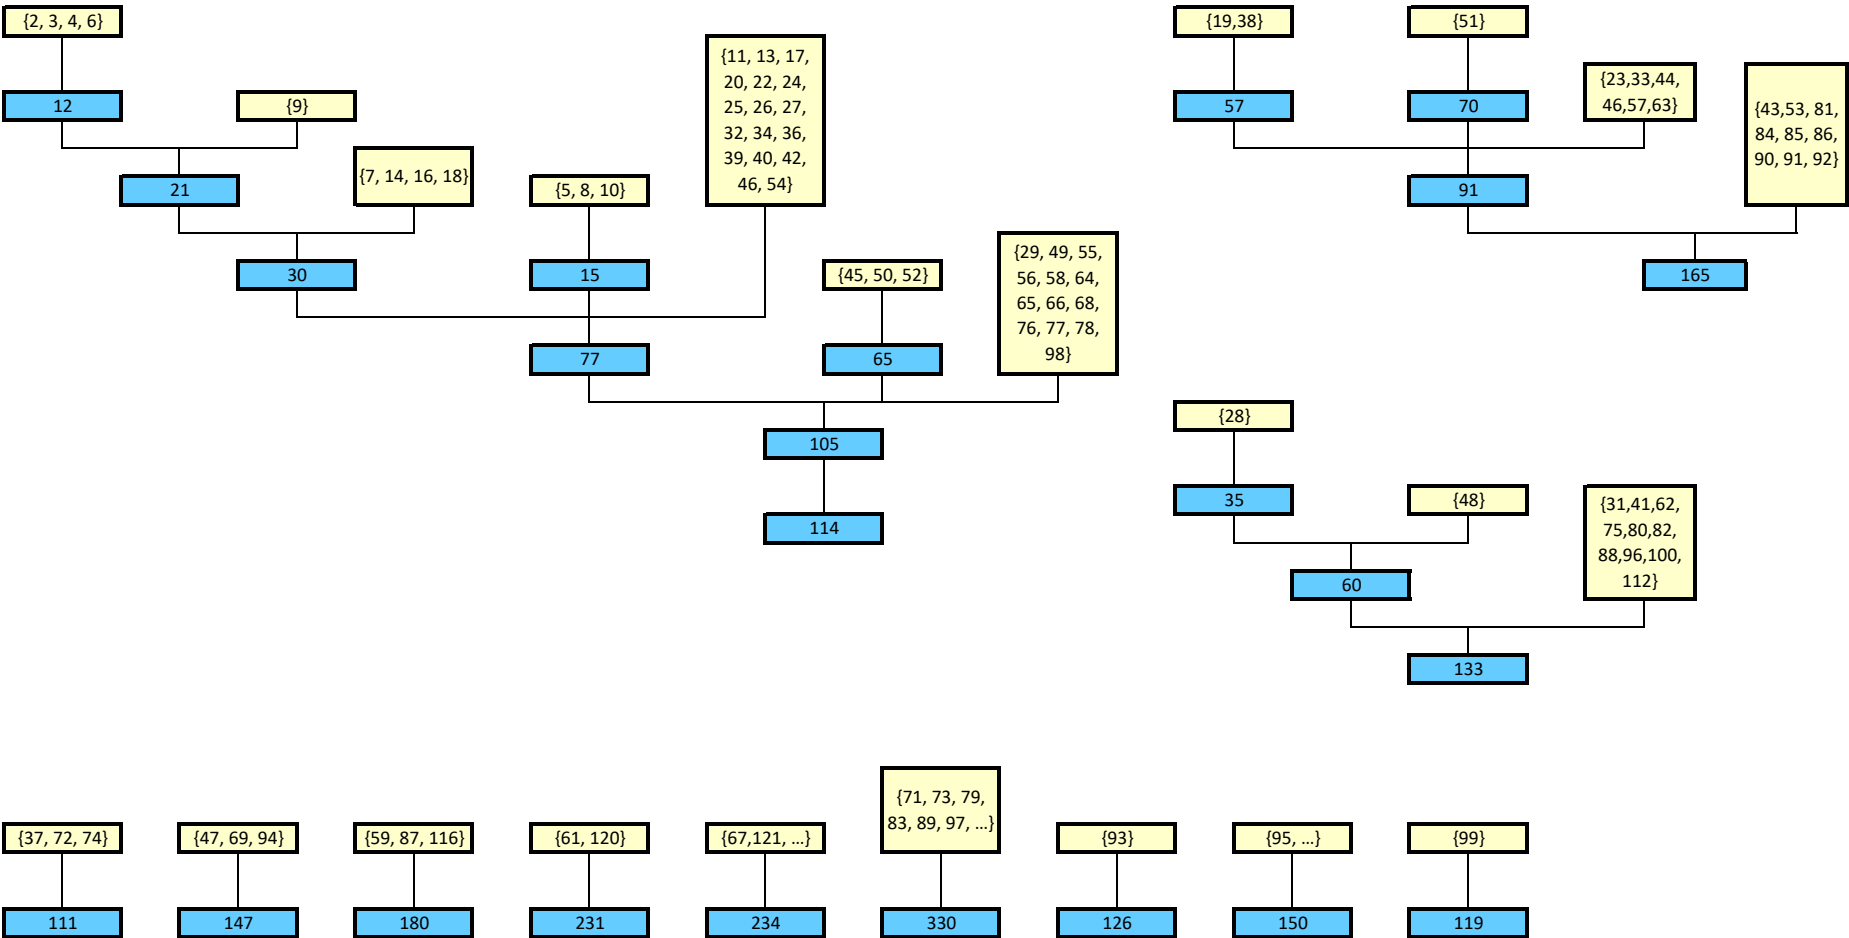 {2, 3, 4, 6}
12
{9}
21
{7, 14, 16, 18}
30
{5, 8, 10}
15
{11, 13, 17,
20, 22, 24,
25, 26, 27,
32, 34, 36,
39, 40, 42,
46, 54}
77
{45, 50, 52}
65
{29, 49, 55,
56, 58, 64,
65, 66, 68,
76, 77, 78,
98}
105
114
{19,38}
57
{51}
70
{23,33,44,
46,57,63}
91
{43,53, 81,
84, 85, 86,
90, 91, 92}
165
{28}
35
{48}
60
{31,41,62,
75,80,82,
88,96,100,
112}
133
{37, 72, 74}
111
{47, 69, 94}
147
{59, 87, 116}
180
{61, 120}
231
{67,121, ...}
234
{71, 73, 79,
83, 89, 97, ...}
330
{93}
126
{95, ...}
150
{99}
119